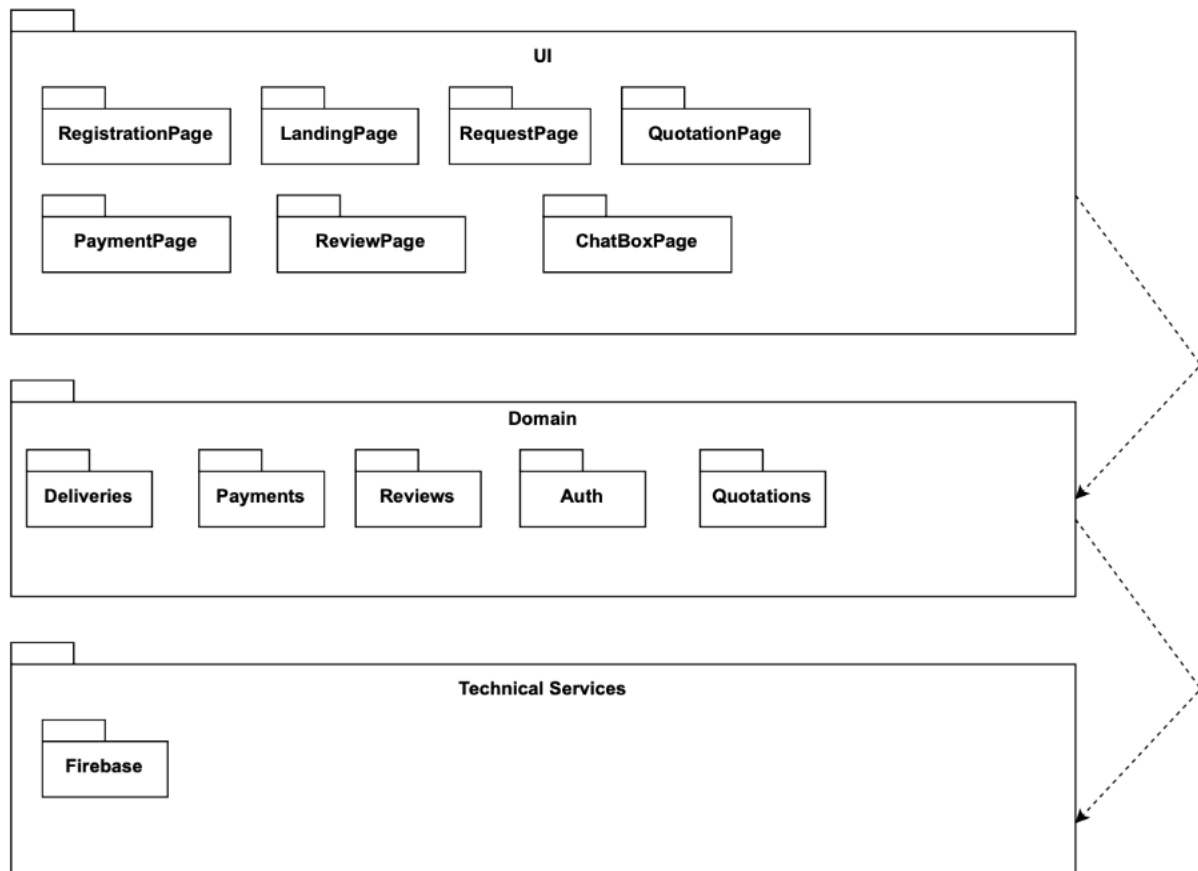 UI
RegistrationPage
LandingPage
RequestPage
QuotationPage
PaymentPage
ReviewPage
ChatBoxPage
Domain
Deliveries
Payments
Reviews
Auth
Quotations
Technical Services
Firebase